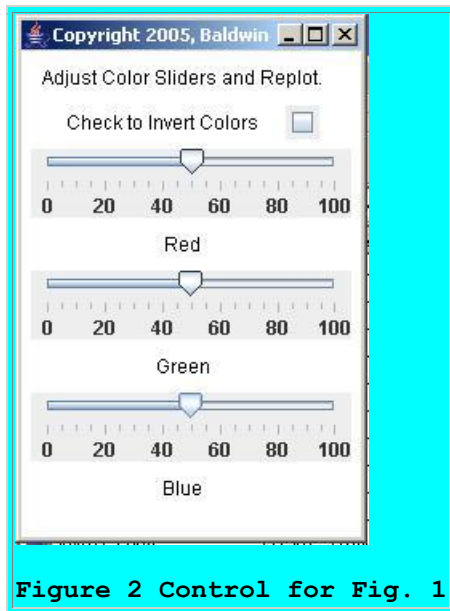 Copyright 2005, Baldwin
Adjust Color Sliders and Replot.
Check to Invert Colors
0 20 40 60 80 100
Red
0 20 40 60 80 100
Green
0 20 40 60 80 100
Blue
Figure 2 Control for Fig. 1